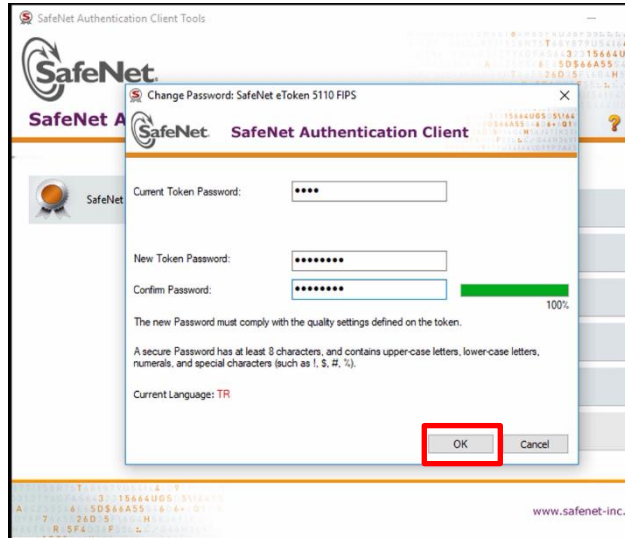 SafeNet Authentication Client Tools
SafeNet.
SafeNet A
Change Password: SafeNet eToken 5110 FIPS
SafeNet.
SafeNet Authentication Client
SafeNet
Current Token Password:
New Token Password:
Confirm Password:
100%
The new Password must comply with the quality settings defined on the token.
A secure Password has at least 8 characters, and contains upper-case letters, lower-case letters,
numerals, and special characters (such as !, $, #, %).
Current Language: TR
OK
Cancel
www.safenet-inc.